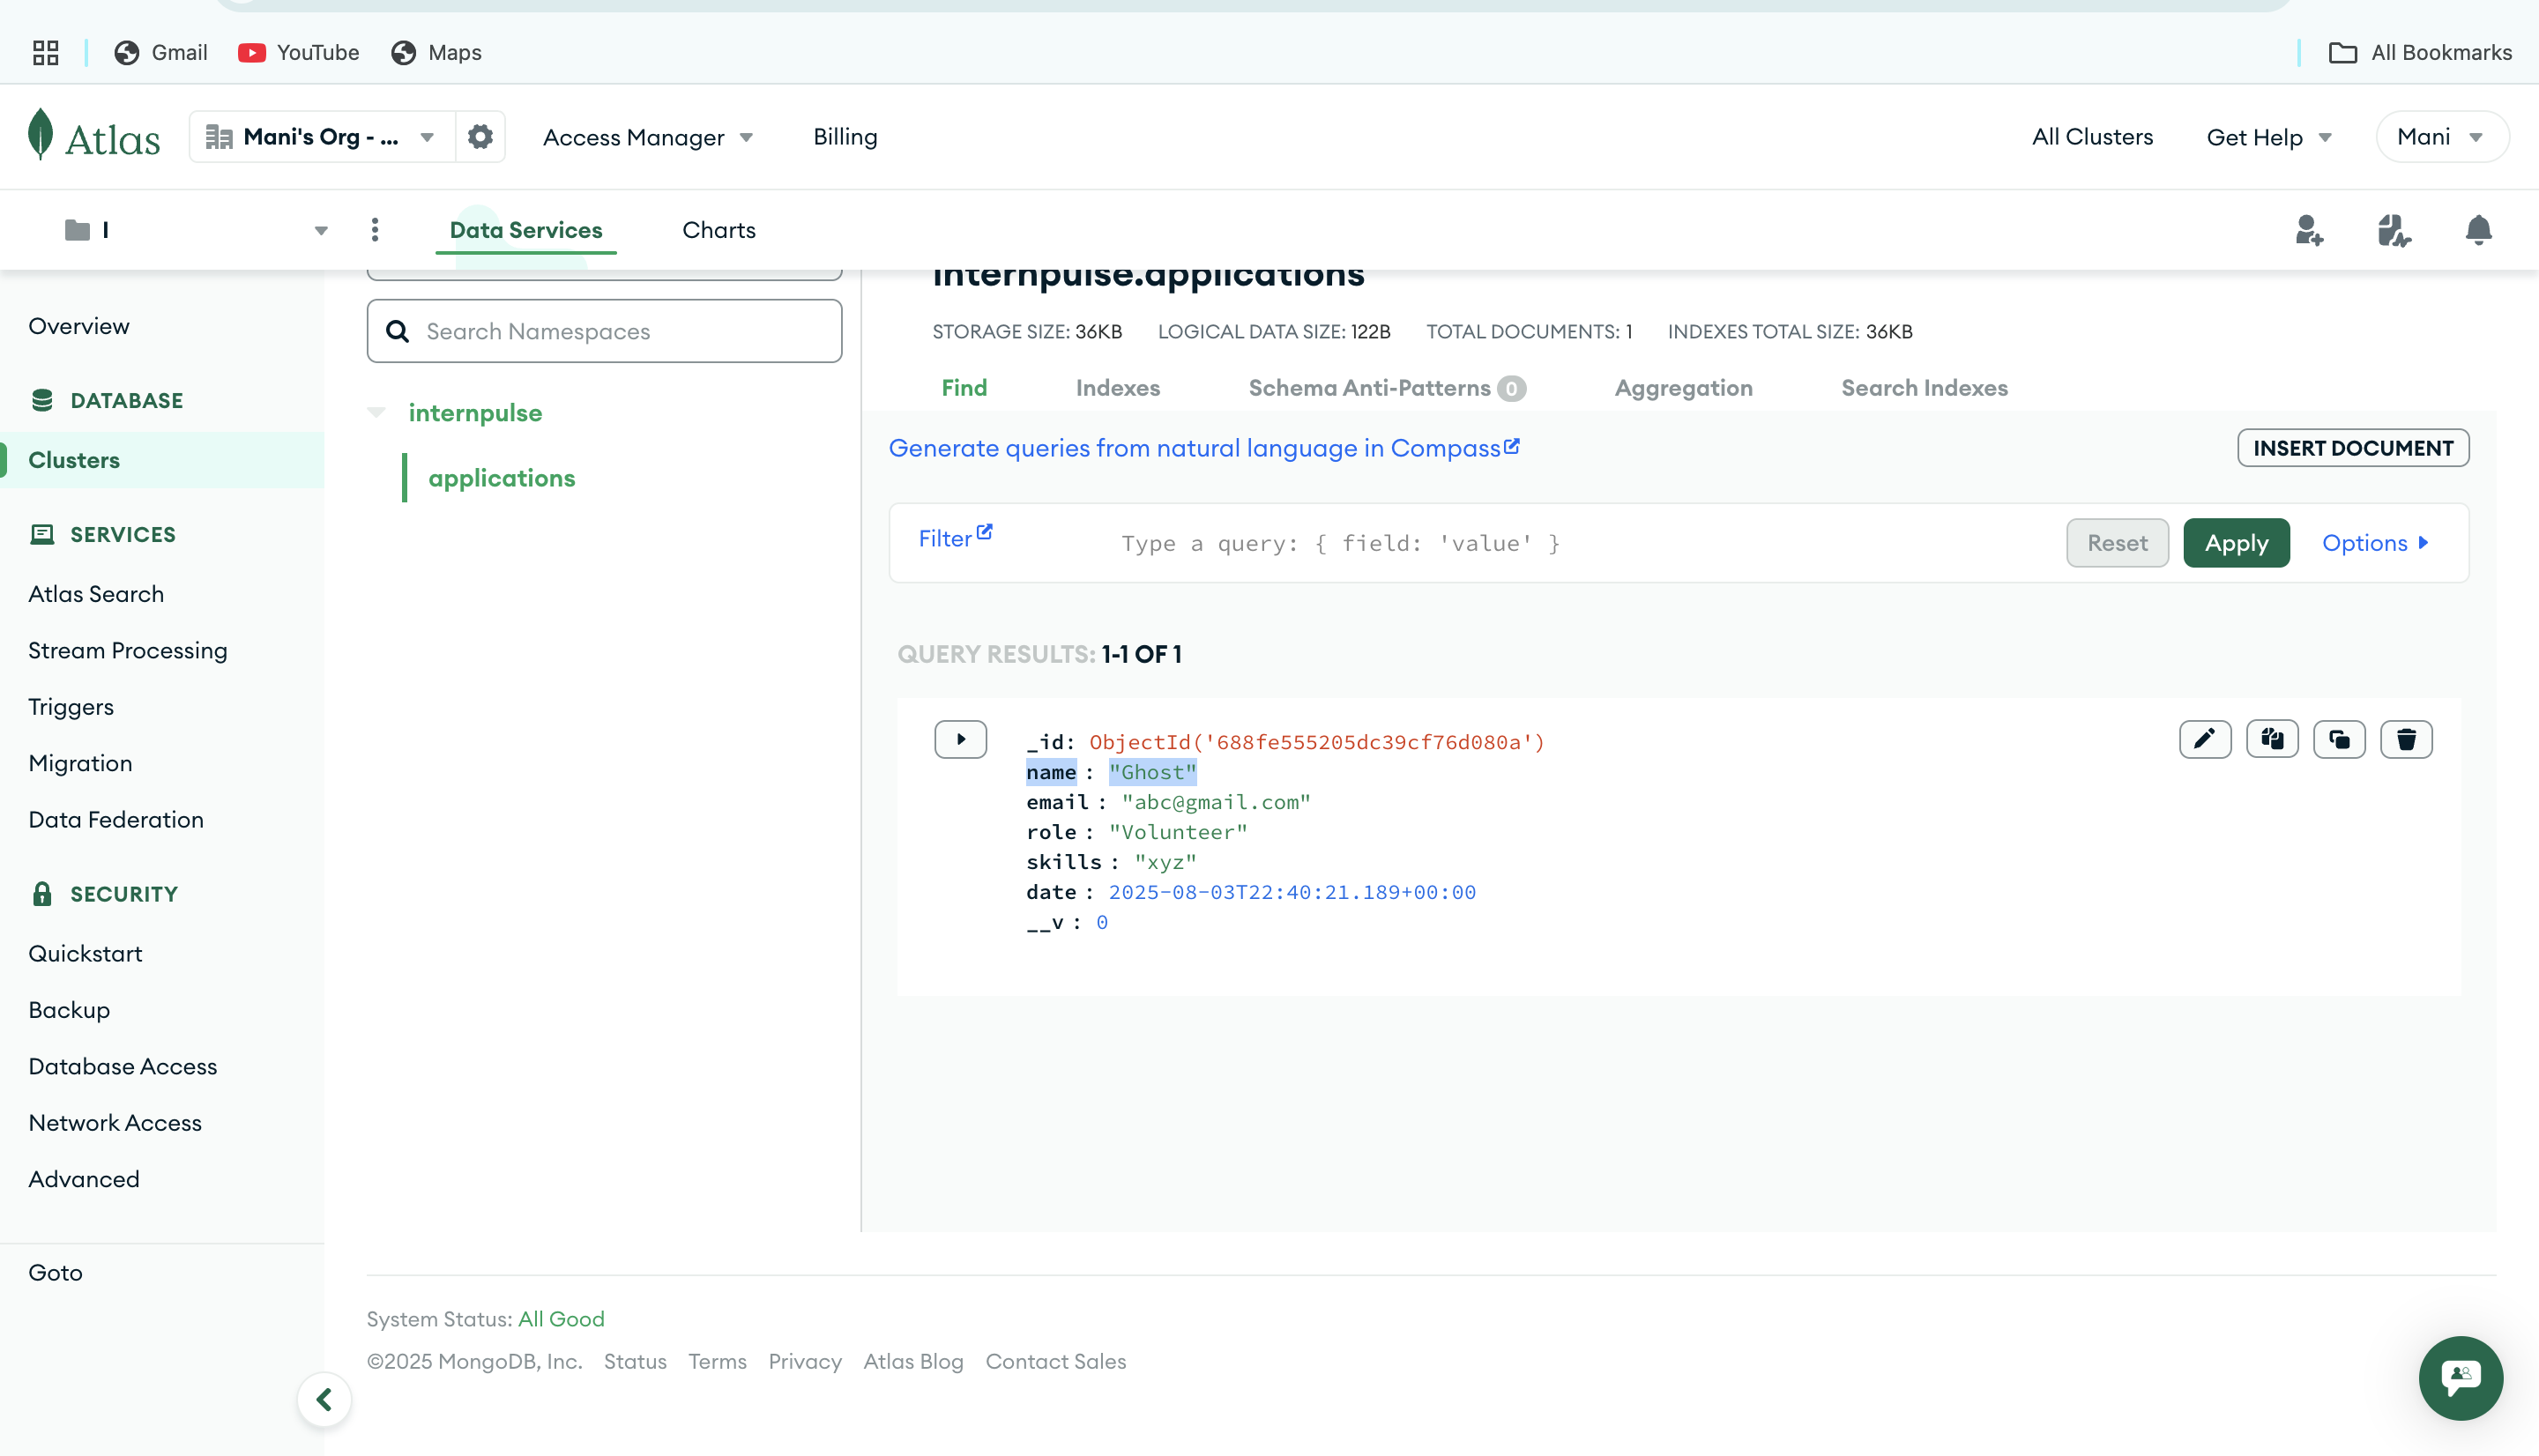 Gmail YouTube Maps All Bookmarks
Atlas Mani's Org - ... Access Manager Billing All Clusters Get Help Mani
I Data Services Charts
internpulse.applications
Overview
Search Namespaces
STORAGE SIZE: 36KB LOGICAL DATA SIZE: 122B TOTAL DOCUMENTS: 1 INDEXES TOTAL SIZE: 36KB
DATABASE
internpulse
Find Indexes Schema Anti-Patterns 0 Aggregation Search Indexes
Clusters
applications
Generate queries from natural language in Compass
INSERT DOCUMENT
SERVICES
Filter Type a query: { field: 'value' } Reset Apply Options
Atlas Search
Stream Processing
QUERY RESULTS: 1-1 OF 1
Triggers
Migration
Data Federation
_id: ObjectId('688fe555205dc39cf76d080a')
name : "Ghost"
email : "abc@gmail.com"
role : "Volunteer"
skills : "xyz"
date : 2025-08-03T22:40:21.189+00:00
__v : 0
SECURITY
Quickstart
Backup
Database Access
Network Access
Advanced
Goto
System Status: All Good
©2025 MongoDB, Inc. Status Terms Privacy Atlas Blog Contact Sales